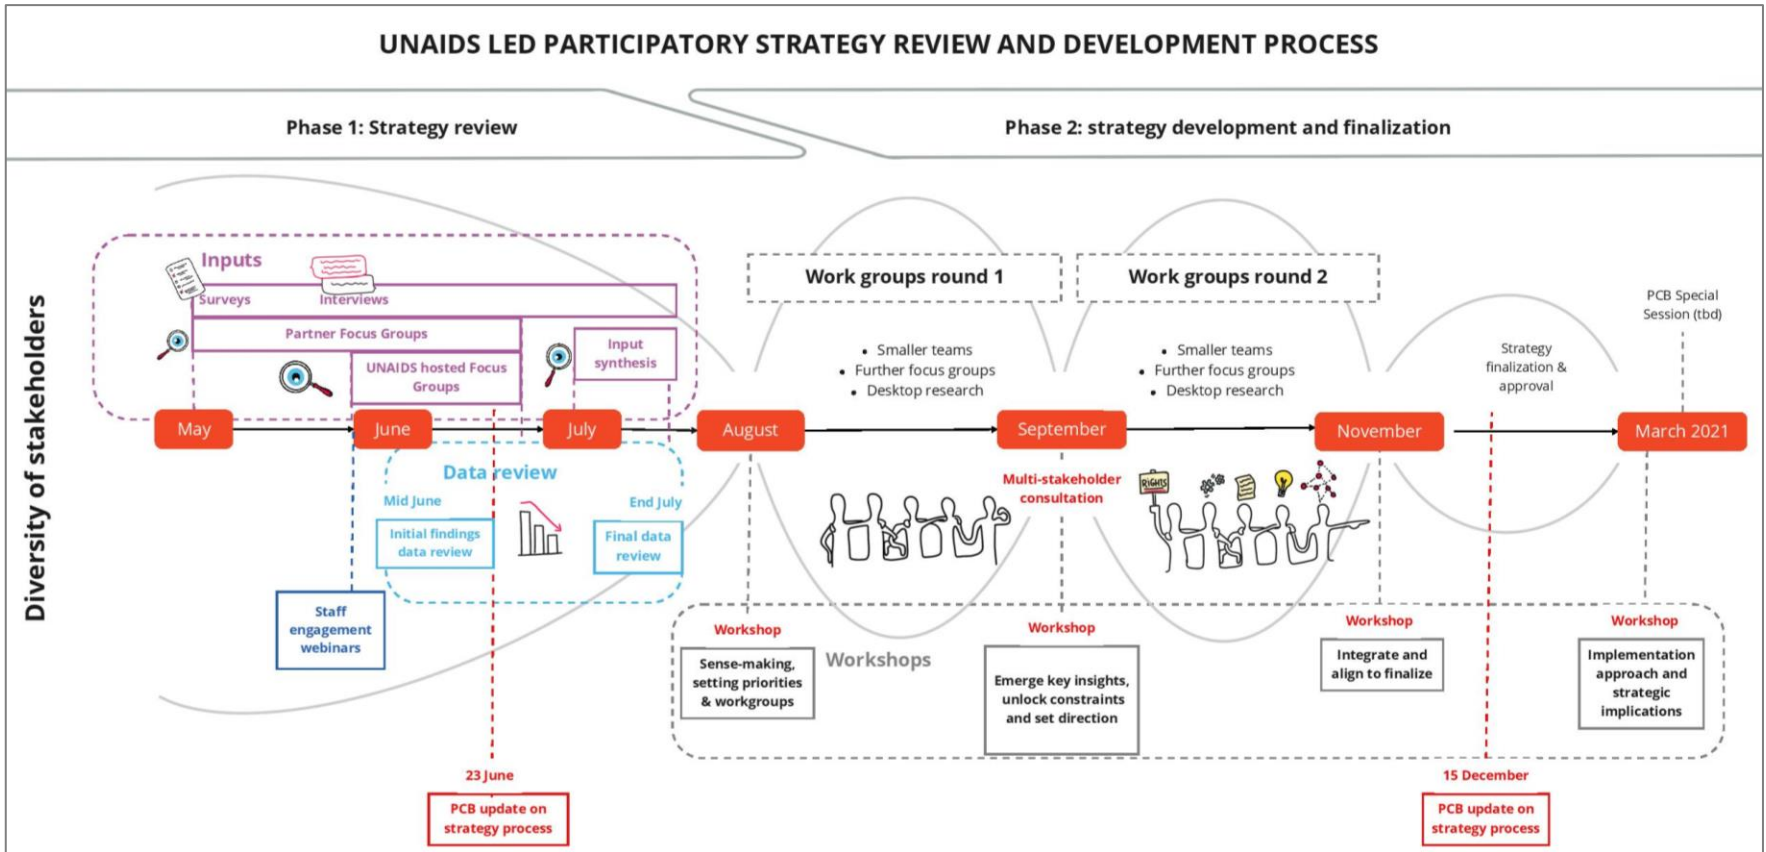 UNAIDS LED PARTICIPATORY STRATEGY REVIEW AND DEVELOPMENT PROCESS
Phase 1: Strategy review
Phase 2: strategy development and finalization
Diversity of stakeholders
Inputs
Surveys
Interviews
Partner Focus Groups
UNAIDS hosted Focus
Groups
Input
synthesis
Work groups round 1
• Smaller teams
• Further focus groups
• Desktop research
Work groups round 2
• Smaller teams
• Further focus groups
• Desktop research
Strategy
finalization &
approval
PCB Special
Session (tbd)
May
June
July
August
September
November
March 2021
Data review
Mid June
Initial findings
data review
End July
Final data
review
Staff
engagement
webinars
Multi-stakeholder
consultation
RIGHTS
Workshops
Workshop
Sense-making,
setting priorities
& workgroups
Workshop
Emerge key insights,
unlock constraints
and set direction
Workshop
Integrate and
align to finalize
Workshop
Implementation
approach and
strategic
implications
23 June
PCB update on
strategy process
15 December
PCB update on
strategy process